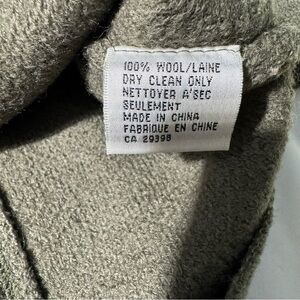 100% WOOL/LAINE
DRY CLEAN ONLY
NETTOYER A'SEC
SEULEMENT
MADE IN CHINA
FABRIQUE EN CHINE
CA 29398